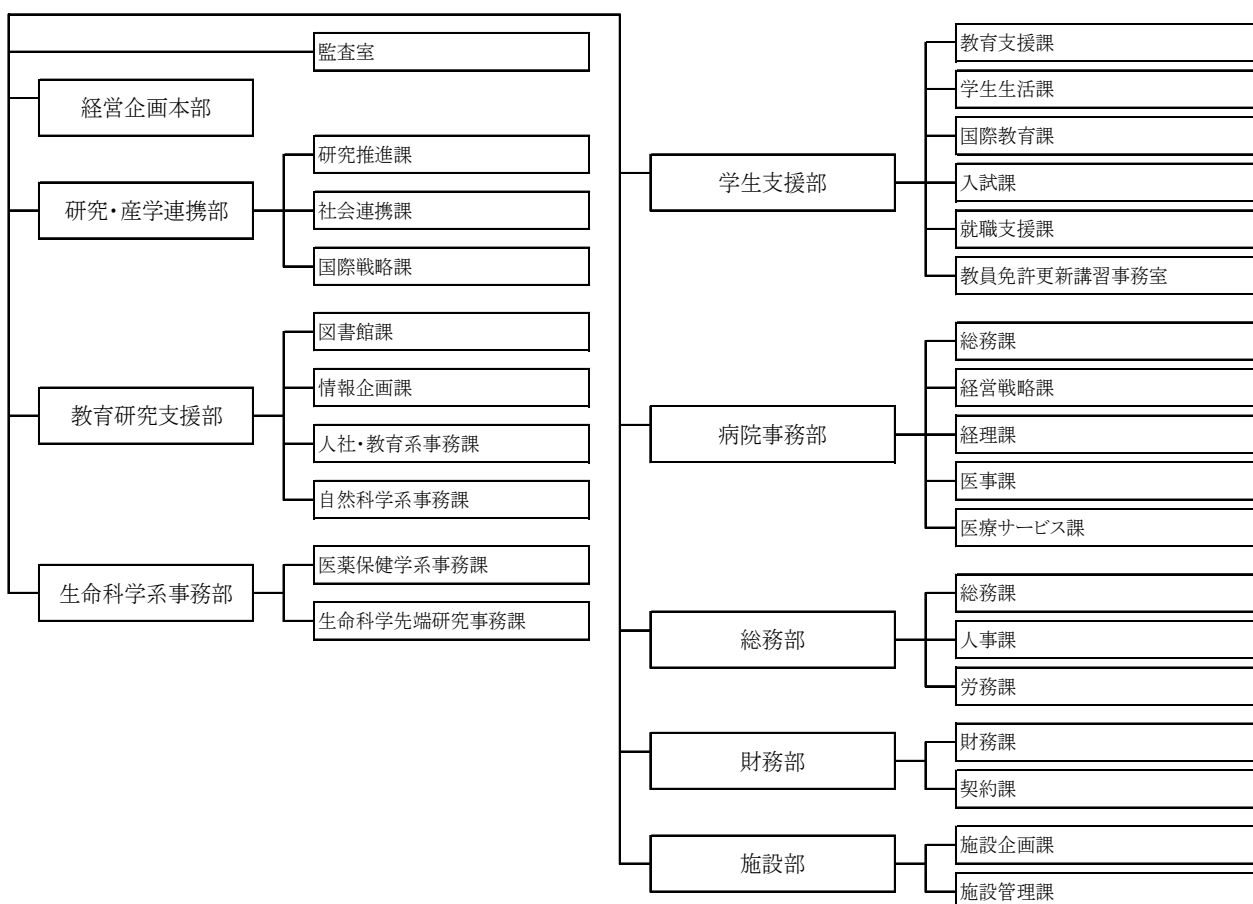 監査室
経営企画本部
研究・産学連携部
研究推進課
社会連携課
国際戦略課
教育研究支援部
図書館課
情報企画課
人社・教育系事務課
自然科学系事務課
生命科学系事務部
医薬保健学系事務課
生命科学先端研究事務課
学生支援部
教育支援課
学生生活課
国際教育課
入試課
就職支援課
教員免許更新講習事務室
病院事務部
総務課
経営戦略課
経理課
医事課
医療サービス課
総務部
総務課
人事課
労務課
財務部
財務課
契約課
施設部
施設企画課
施設管理課